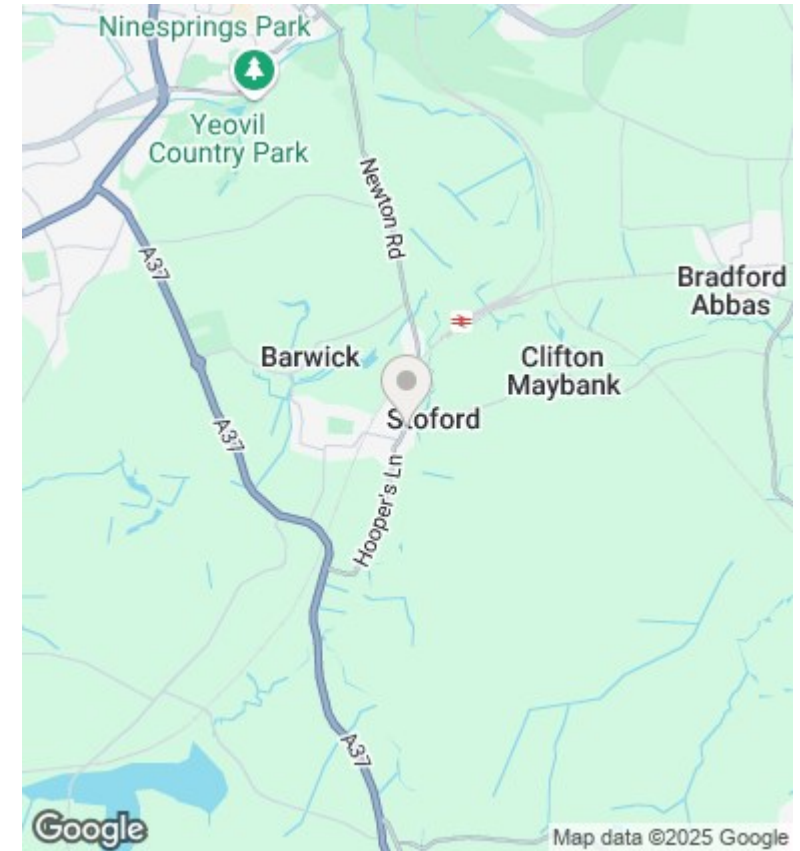 Ninesprings Park
Yeovil
Country Park
Newton Rd
A37
Bradford
Abbas
Barwick
Clifton
Maybank
Stoford
A37
Hooper's Ln
A37
Google
Map data ©2025 Google